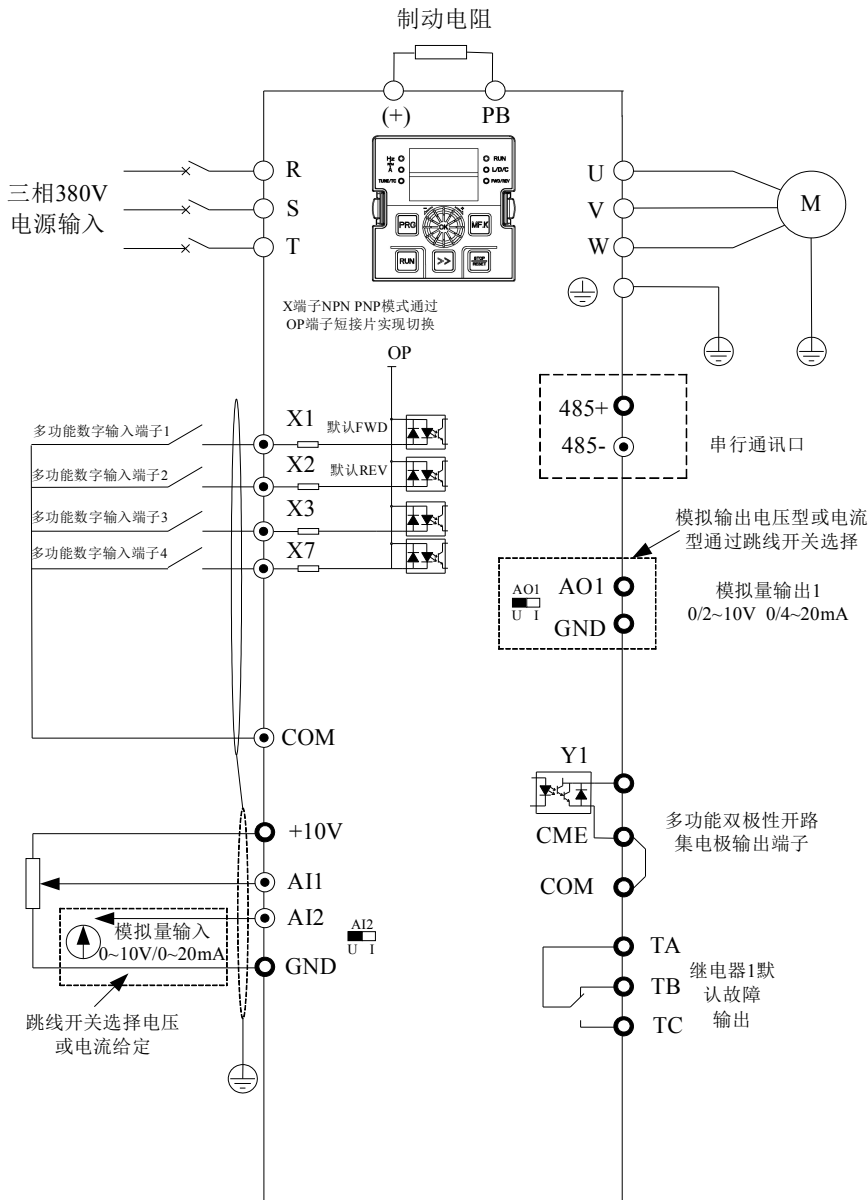 制动电阻
(+)
PB
三相380V
电源输入
R
S
T
Hz
A
TUNE/TC
RUN
L/D/C
FWD/REV
PRG
OK
MF.K
RUN
>>
STOP
RESET
U
V
W
M
X端子NPN PNP模式通过
OP端子短接片实现切换
OP
多功能数字输入端子1
X1
默认FWD
多功能数字输入端子2
X2
默认REV
多功能数字输入端子3
X3
多功能数字输入端子4
X7
COM
485+
485-
串行通讯口
模拟输出电压型或电流
型通过跳线开关选择
AO1
U I
AO1
GND
模拟量输出1
0/2~10V 0/4~20mA
Y1
CME
COM
多功能双极性开路
集电极输出端子
+10V
AI1
AI2
GND
模拟量输入
0~10V/0~20mA
AI2
U I
跳线开关选择电压
或电流给定
TA
TB
TC
继电器1默
认故障
输出